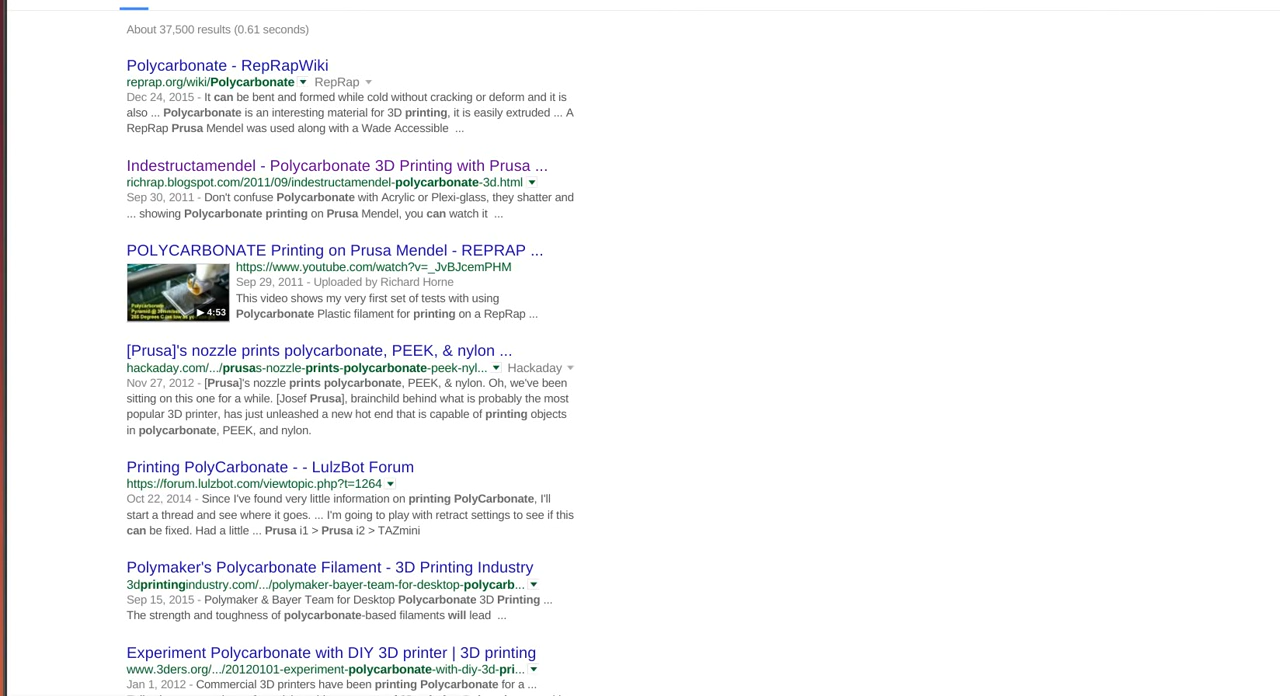 About 37,500 results (0.61 seconds)
Polycarbonate - RepRapWiki
reprap.org/wiki/Polycarbonate RepRap
Dec 24, 2015 - It can be bent and formed while cold without cracking or deform and it is
also ... Polycarbonate is an interesting material for 3D printing, it is easily extruded ... A
RepRap Prusa Mendel was used along with a Wade Accessible ...
Indestructamendel - Polycarbonate 3D Printing with Prusa ...
richrap.blogspot.com/2011/09/indestructamendel-polycarbonate-3d.html
Sep 30, 2011 - Don't confuse Polycarbonate with Acrylic or Plexi-glass, they shatter and
... showing Polycarbonate printing on Prusa Mendel, you can watch it ...
POLYCARBONATE Printing on Prusa Mendel - REPRAP ...
https://www.youtube.com/watch?v=_JvBJcemPHM
Sep 29, 2011 - Uploaded by Richard Horne
This video shows my very first set of tests with using
Polycarbonate Plastic filament for printing on a RepRap ...
Polycarbonate
4:53
[Prusa]'s nozzle prints polycarbonate, PEEK, & nylon ...
hackaday.com/.../prusas-nozzle-prints-polycarbonate-peek-nyl... Hackaday
Nov 27, 2012 - [Prusa]'s nozzle prints polycarbonate, PEEK, & nylon. Oh, we've been
sitting on this one for a while. [Josef Prusa], brainchild behind what is probably the most
popular 3D printer, has just unleashed a new hot end that is capable of printing objects
in polycarbonate, PEEK, and nylon.
Printing PolyCarbonate - - LulzBot Forum
https://forum.lulzbot.com/viewtopic.php?t=1264
Oct 22, 2014 - Since I've found very little information on printing PolyCarbonate, I'll
start a thread and see where it goes. ... I'm going to play with retract settings to see if this
can be fixed. Had a little ... Prusa i1 > Prusa i2 > TAZmini
Polymaker's Polycarbonate Filament - 3D Printing Industry
3dprintingindustry.com/.../polymaker-bayer-team-for-desktop-polycarb...
Sep 15, 2015 - Polymaker & Bayer Team for Desktop Polycarbonate 3D Printing ...
The strength and toughness of polycarbonate-based filaments will lead ...
Experiment Polycarbonate with DIY 3D printer | 3D printing
www.3ders.org/.../20120101-experiment-polycarbonate-with-diy-3d-pri...
Jan 1, 2012 - Commercial 3D printers have been printing Polycarbonate for a ...